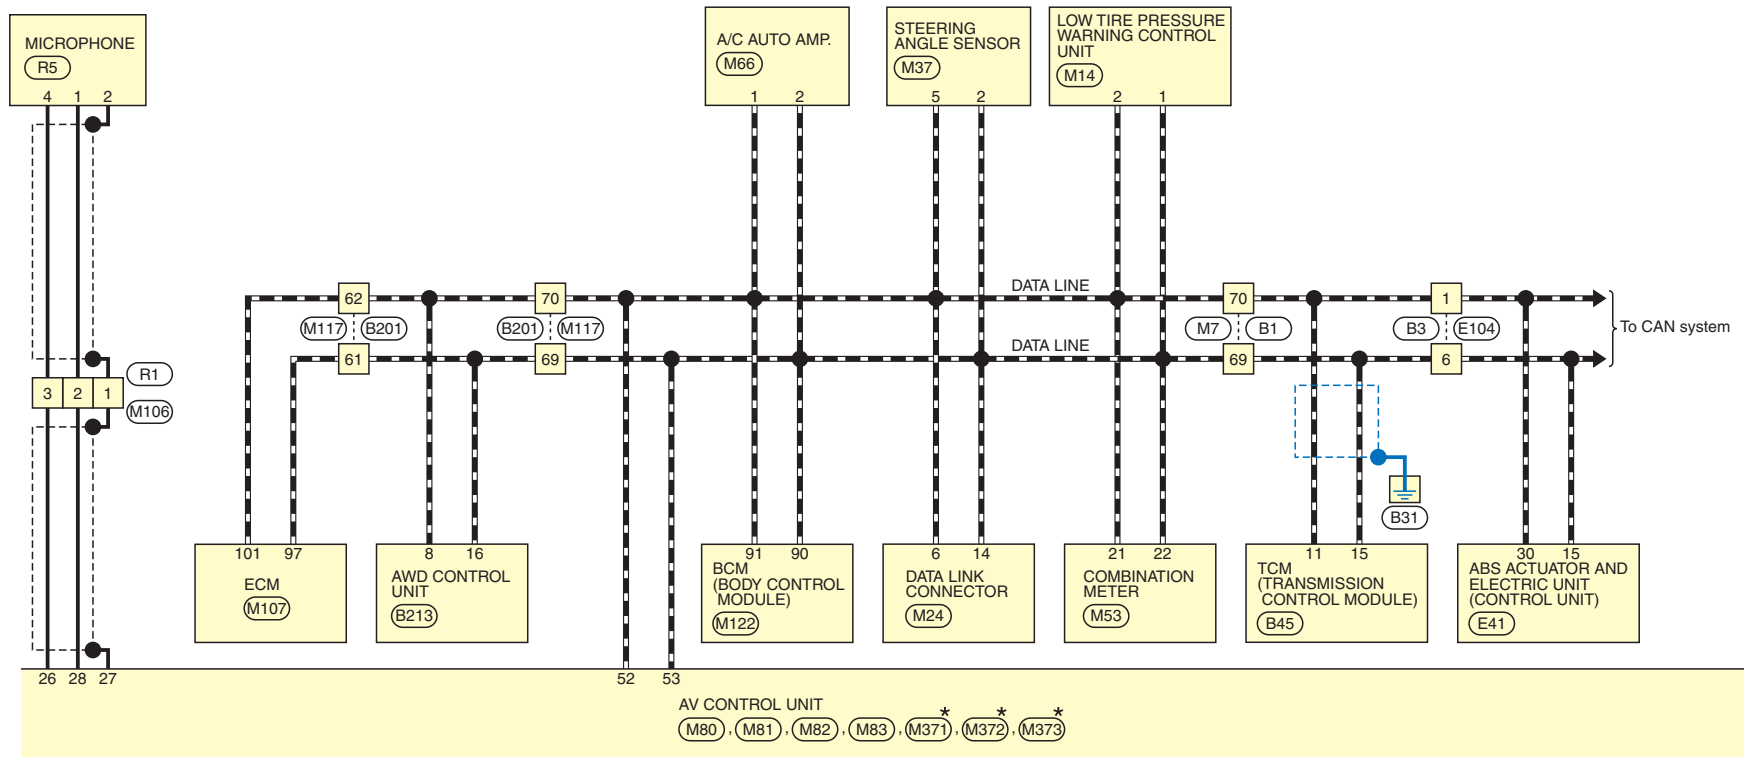 MICROPHONE
R5
4 1 2
A/C AUTO AMP.
M66
1 2
STEERING
ANGLE SENSOR
M37
5 2
LOW TIRE PRESSURE
WARNING CONTROL
UNIT
M14
2 1
DATA LINE
62 70 70 1
M117 B201 B201 M117 M7 B1 B3 E104
To CAN system
DATA LINE
61 69 69 6
R1
3 2 1
M106
B31
101 97
ECM
M107
8 16
AWD CONTROL
UNIT
B213
91 90
BCM
(BODY CONTROL
MODULE)
M122
6 14
DATA LINK
CONNECTOR
M24
21 22
COMBINATION
METER
M53
11 15
TCM
(TRANSMISSION
CONTROL MODULE)
B45
30 15
ABS ACTUATOR AND
ELECTRIC UNIT
(CONTROL UNIT)
E41
26 28 27 52 53
AV CONTROL UNIT
M80 , M81 , M82 , M83 , M371* , M372* , M373*